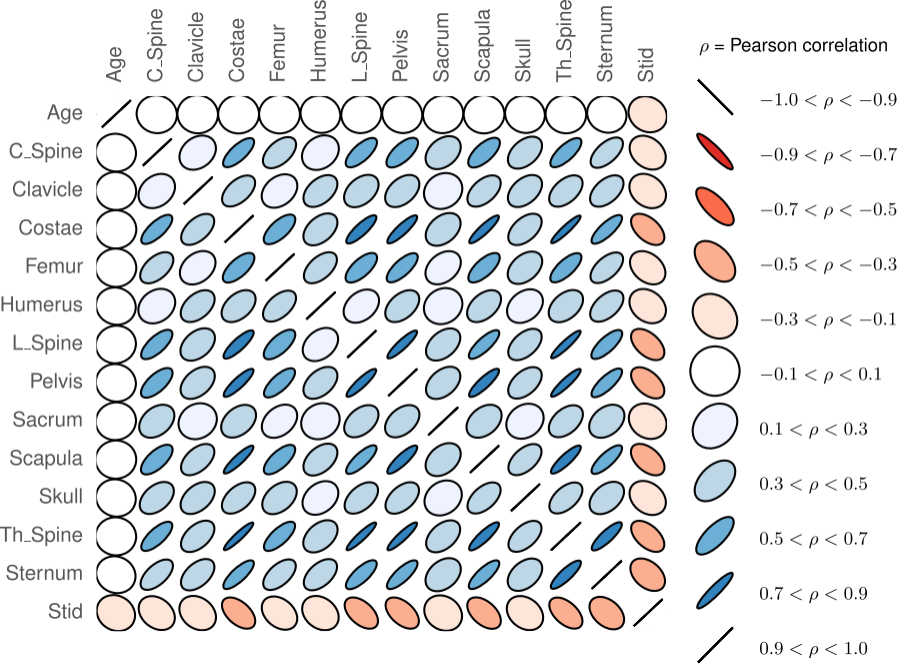 Age
C_Spine
Clavicle
Costae
Femur
Humerus
L_Spine
Pelvis
Sacrum
Scapula
Skull
Th_Spine
Sternum
Stid
ρ = Pearson correlation
Age
C_Spine
Clavicle
Costae
Femur
Humerus
L_Spine
Pelvis
Sacrum
Scapula
Skull
Th_Spine
Sternum
Stid
−1.0 < ρ < −0.9
−0.9 < ρ < −0.7
−0.7 < ρ < −0.5
−0.5 < ρ < −0.3
−0.3 < ρ < −0.1
−0.1 < ρ < 0.1
0.1 < ρ < 0.3
0.3 < ρ < 0.5
0.5 < ρ < 0.7
0.7 < ρ < 0.9
0.9 < ρ < 1.0